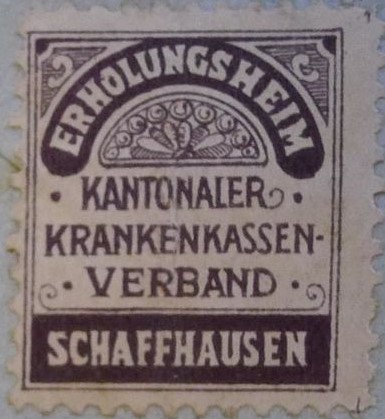 ERHOLUNGSHEIM
KANTONALER
KRANKENKASSEN-
VERBAND
SCHAFFHAUSEN